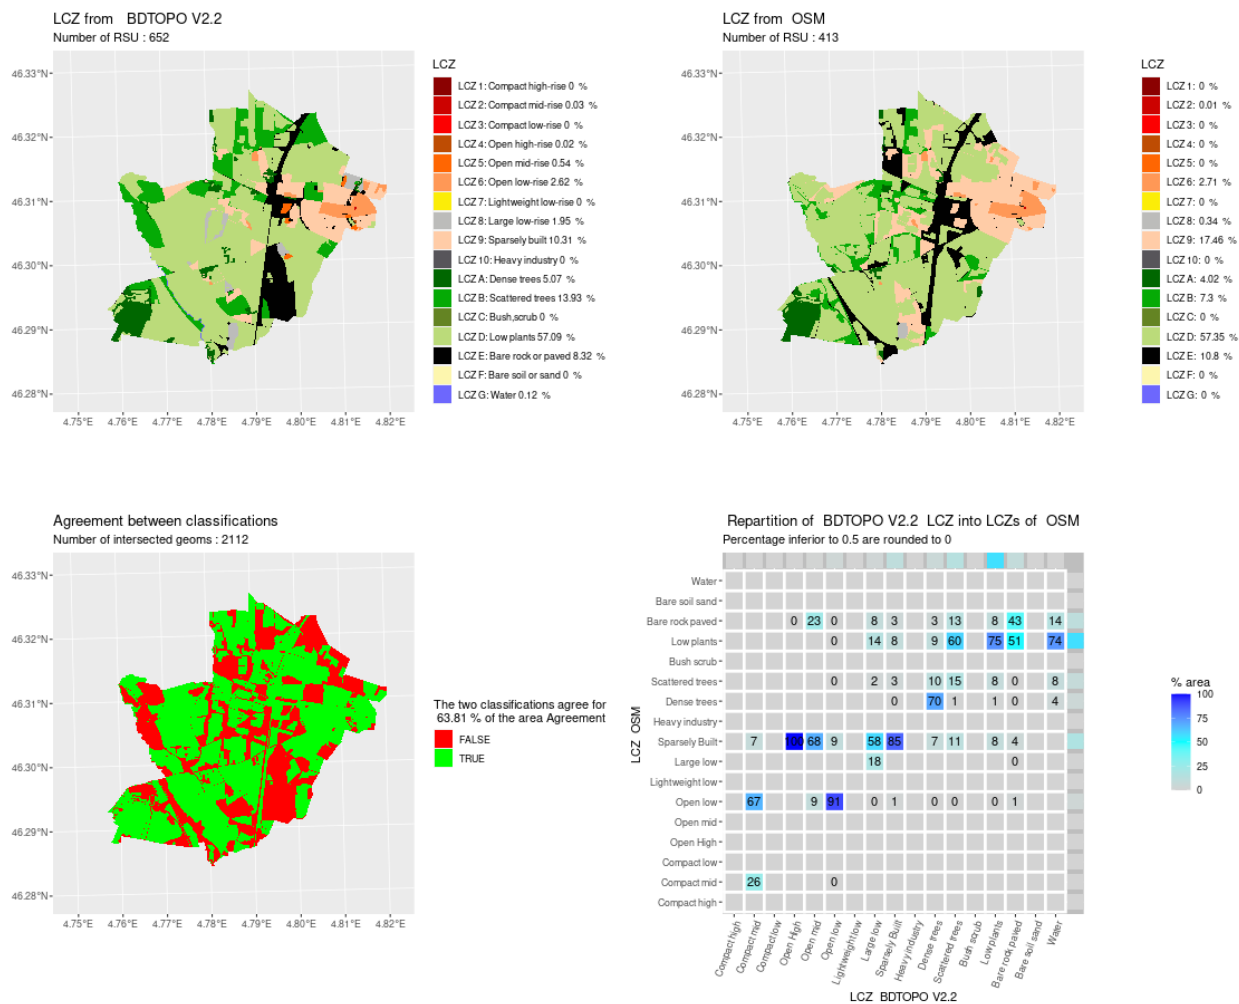 LCZ from BDTOPO V2.2
Number of RSU : 652
46.33°N
46.32°N
46.31°N
46.30°N
46.29°N
46.28°N
4.75°E 4.76°E 4.77°E 4.78°E 4.79°E 4.80°E 4.81°E 4.82°E
LCZ
LCZ 1: Compact high-rise 0 %
LCZ 2: Compact mid-rise 0.03 %
LCZ 3: Compact low-rise 0 %
LCZ 4: Open high-rise 0.02 %
LCZ 5: Open mid-rise 0.54 %
LCZ 6: Open low-rise 2.62 %
LCZ 7: Lightweight low-rise 0 %
LCZ 8: Large low-rise 1.95 %
LCZ 9: Sparsely built 10.31 %
LCZ 10: Heavy industry 0 %
LCZ A: Dense trees 5.07 %
LCZ B: Scattered trees 13.93 %
LCZ C: Bush,scrub 0 %
LCZ D: Low plants 57.09 %
LCZ E: Bare rock or paved 8.32 %
LCZ F: Bare soil or sand 0 %
LCZ G: Water 0.12 %
LCZ from OSM
Number of RSU : 413
46.33°N
46.32°N
46.31°N
46.30°N
46.29°N
46.28°N
4.75°E 4.76°E 4.77°E 4.78°E 4.79°E 4.80°E 4.81°E 4.82°E
LCZ
LCZ 1: 0 %
LCZ 2: 0.01 %
LCZ 3: 0 %
LCZ 4: 0 %
LCZ 5: 0 %
LCZ 6: 2.71 %
LCZ 7: 0 %
LCZ 8: 0.34 %
LCZ 9: 17.46 %
LCZ 10: 0 %
LCZ A: 4.02 %
LCZ B: 7.3 %
LCZ C: 0 %
LCZ D: 57.35 %
LCZ E: 10.8 %
LCZ F: 0 %
LCZ G: 0 %
Agreement between classifications
Number of intersected geoms : 2112
46.33°N
46.32°N
46.31°N
46.30°N
46.29°N
46.28°N
4.75°E 4.76°E 4.77°E 4.78°E 4.79°E 4.80°E 4.81°E 4.82°E
The two classifications agree for
63.81 % of the area Agreement
FALSE
TRUE
Repartition of BDTOPO V2.2 LCZ into LCZs of OSM
Percentage inferior to 0.5 are rounded to 0
LCZ OSM
Water
Bare soil sand
Bare rock paved 0 23 0 8 3 3 13 8 43 14
Low plants 0 14 8 9 60 75 51 74
Bush scrub
Scattered trees 0 2 3 10 15 8 0 8
Dense trees 0 70 1 1 0 4
Heavy industry
Sparsely Built 7 100 68 9 58 85 7 11 8 4
Large low 18 0
Lightweight low
Open low 67 9 91 0 1 0 0 0 1
Open mid
Open High
Compact low
Compact mid 26 0
Compact high
Compact high
Compact mid
Compact low
Open High
Open mid
Open low
Lightweight low
Large low
Sparsely Built
Heavy industry
Dense trees
Scattered trees
Bush scrub
Low plants
Bare rock paved
Bare soil sand
Water
LCZ BDTOPO V2.2
% area
100
75
50
25
0